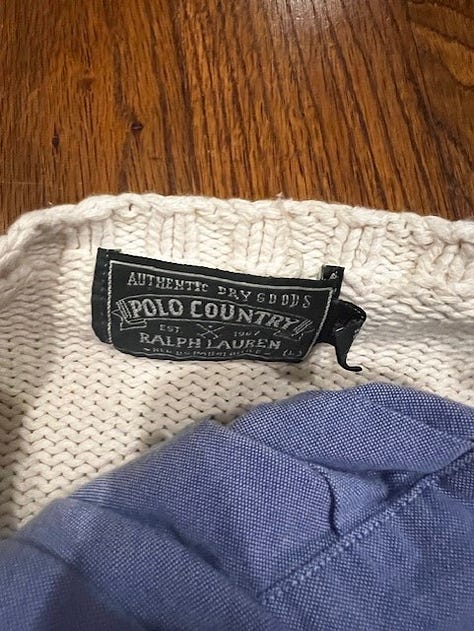 AUTHENTIC DRY GOODS
POLO COUNTRY
EST. 1967
RALPH LAUREN